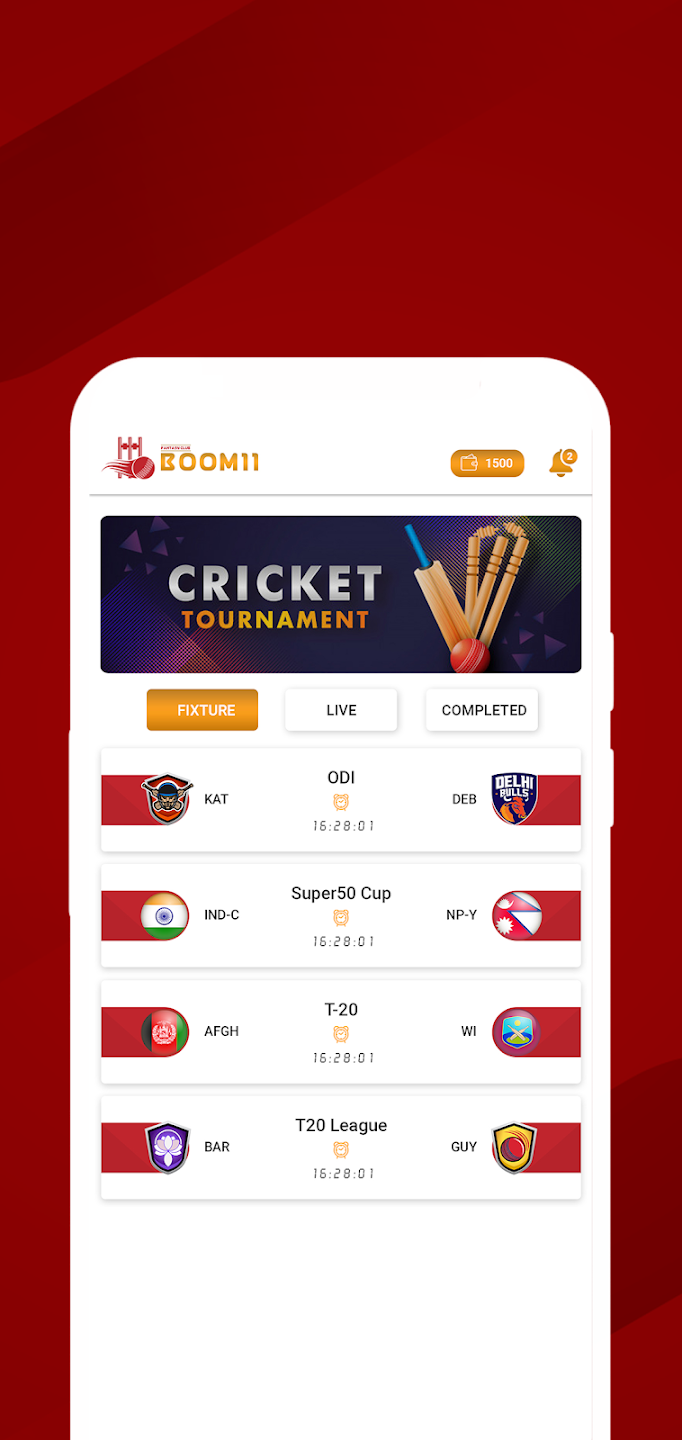 BOOM11
1500
2
CRICKET
TOURNAMENT
FIXTURE
LIVE
COMPLETED
ODI
KAT
DEB
DELHI
BULLS
16:28:01
Super50 Cup
IND-C
NP-Y
16:28:01
T-20
AFGH
WI
16:28:01
T20 League
BAR
GUY
16:28:01